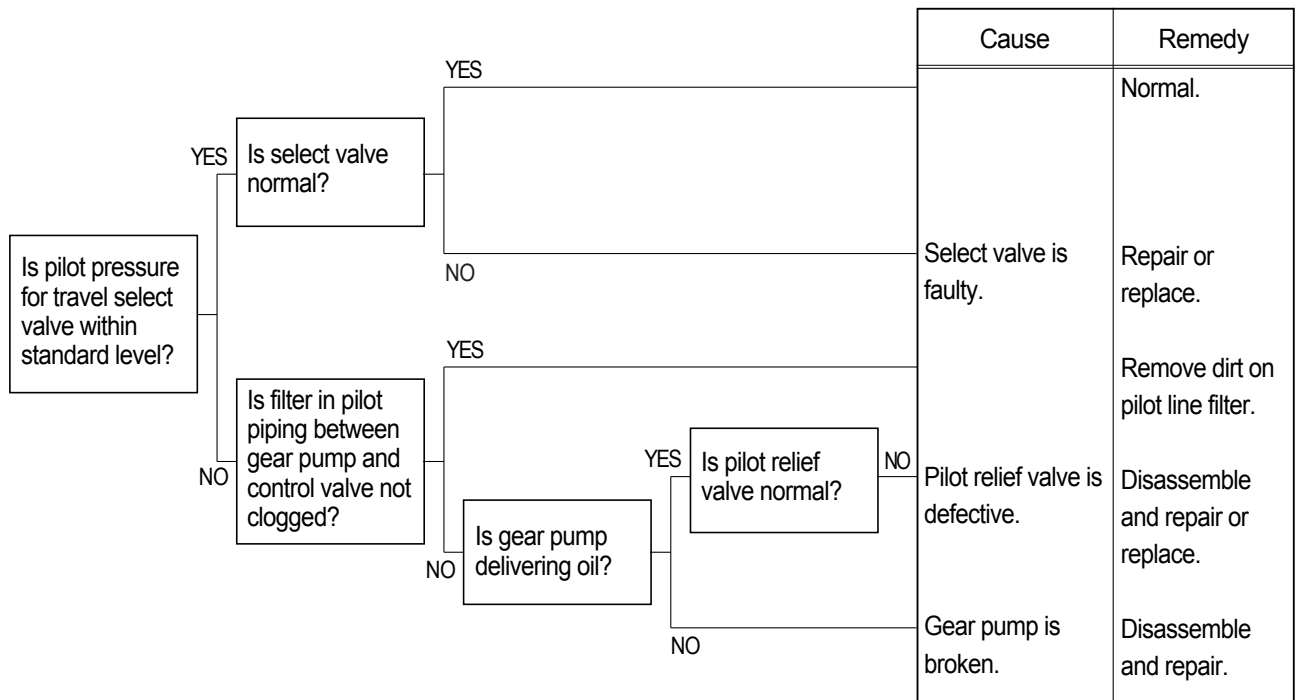 Cause
Remedy
YES
Normal.
YES
Is select valve
normal?
NO
Select valve is
faulty.
Repair or
replace.
Is pilot pressure
for travel select
valve within
standard level?
YES
Remove dirt on
pilot line filter.
NO
Is filter in pilot
piping between
gear pump and
control valve not
clogged?
YES
Is pilot relief
valve normal?
NO
Pilot relief valve is
defective.
Disassemble
and repair or
replace.
NO
Is gear pump
delivering oil?
NO
Gear pump is
broken.
Disassemble
and repair.